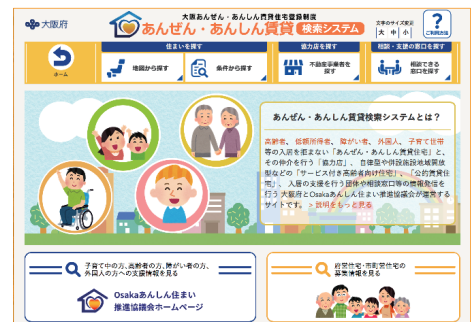 大阪府
大阪あんぜん・あんしん賃貸住宅登録制度
あんぜん・あんしん賃貸 検索システム
文字のサイズ変更
大 中 小
?
ご利用方法
ホーム
住まいを探す
地図から探す
条件から探す
協力店を探す
不動産事業者を
探す
相談・支援の窓口を探す
相談できる
窓口を探す
あんぜん・あんしん賃貸検索システムとは?
高齢者、 低額所得者、 障がい者、 外国人、 子育て世帯
等の入居を拒まない「あんぜん・あんしん賃貸住宅」と、
その仲介を行う「協力店」、 自律型や併設施設地域開放
型などの「サービス付き高齢者向け住宅」、「公的賃貸住
宅」、 入居の支援を行う団体や相談窓口等の情報発信を
行う 大阪府とOsakaあんしん住まい推進協議会が運営する
サイトです。 > 説明をもっと見る
子育て中の方、高齢者の方、障がい者の方、
外国人の方への支援情報を見る
Osakaあんしん住まい
推進協議会ホームページ
府営住宅・市町営住宅の
募集情報を見る